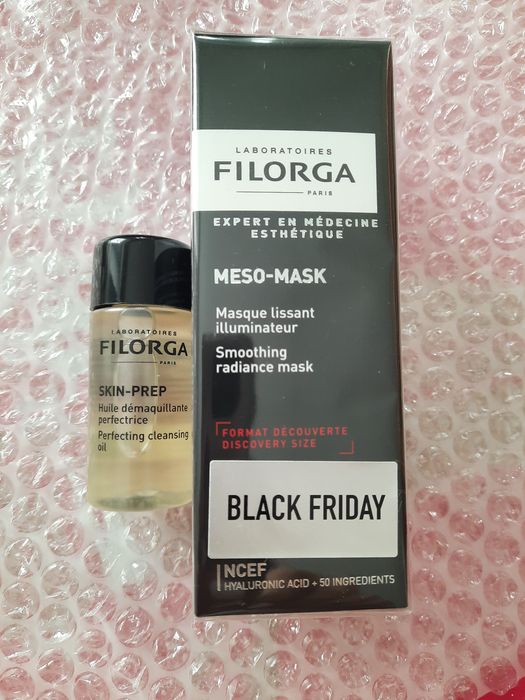 LABORATOIRES
FILORGA
PARIS
EXPERT EN MÉDECINE
ESTHÉTIQUE
MESO-MASK
Masque lissant
illuminateur
Smoothing
radiance mask
FORMAT DÉCOUVERTE
DISCOVERY SIZE
BLACK FRIDAY
NCEF
HYALURONIC ACID + 50 INGREDIENTS
LABORATOIRES
FILORGA
PARIS
SKIN-PREP
Huile démaquillante
perfectrice
Perfecting cleansing
oil